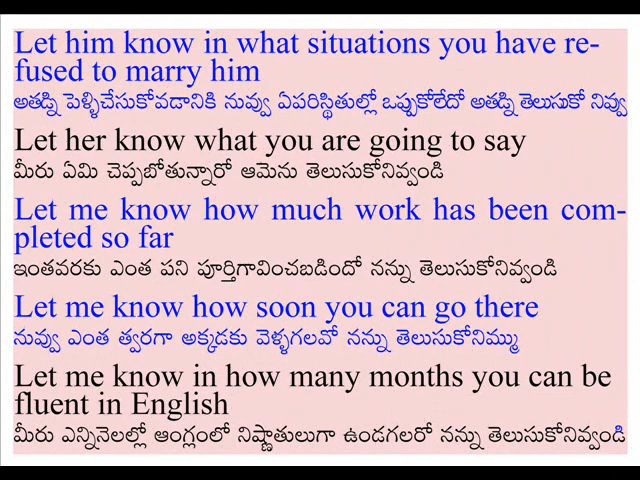 Let him know in what situations you have re-
fused to marry him
అతడ్ని పెళ్ళిచేసుకోవడానికి నువ్వు ఏపరిస్థితుల్లో ఒప్పుకోలేదో అతడ్ని తెలుసుకో నివ్వు
Let her know what you are going to say
మీరు ఏమి చెప్పబోతున్నారో ఆమెను తెలుసుకోనివ్వండి
Let me know how much work has been com-
pleted so far
ఇంతవరకు ఎంత పని పూర్తిగావించబడిందో నన్ను తెలుసుకోనివ్వండి
Let me know how soon you can go there
నువ్వు ఎంత త్వరగా అక్కడకు వెళ్ళగలవో నన్ను తెలుసుకోనిమ్ము
Let me know in how many months you can be
fluent in English
మీరు ఎన్నినెలల్లో ఆంగ్లంలో నిష్ణాతులుగా ఉండగలరో నన్ను తెలుసుకోనివ్వండి